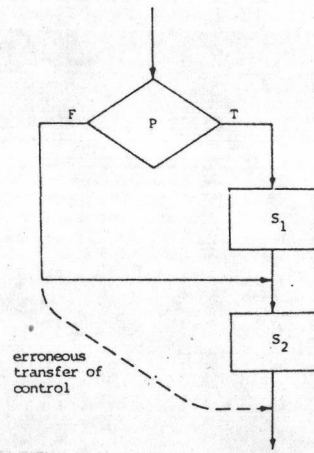 F
P
T
S1
S2
erroneous
transfer of
control